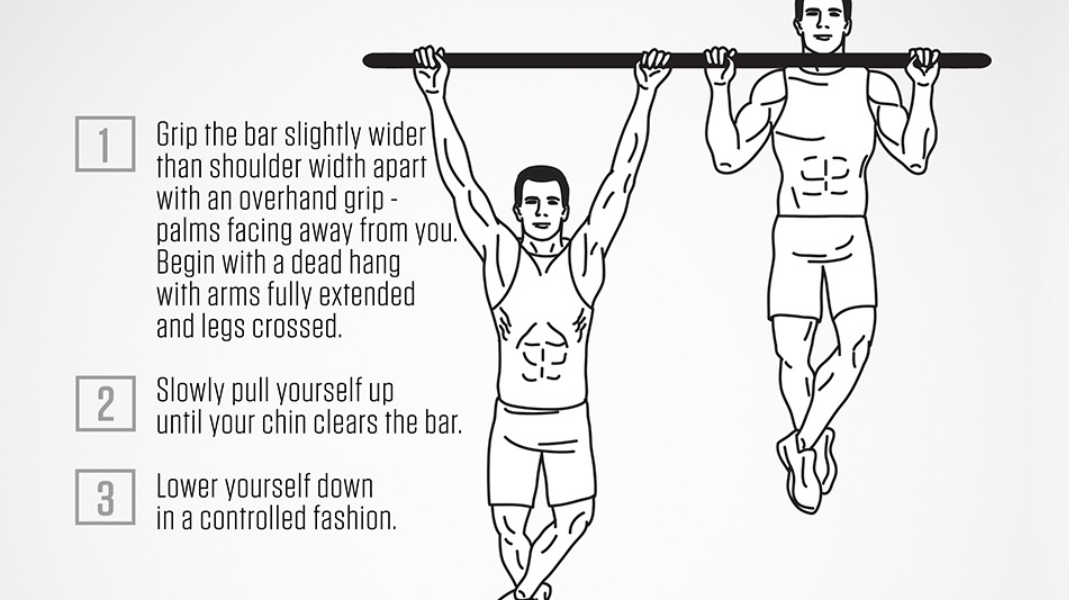 1
Grip the bar slightly wider
than shoulder width apart
with an overhand grip -
palms facing away from you.
Begin with a dead hang
with arms fully extended
and legs crossed.
2
Slowly pull yourself up
until your chin clears the bar.
3
Lower yourself down
in a controlled fashion.